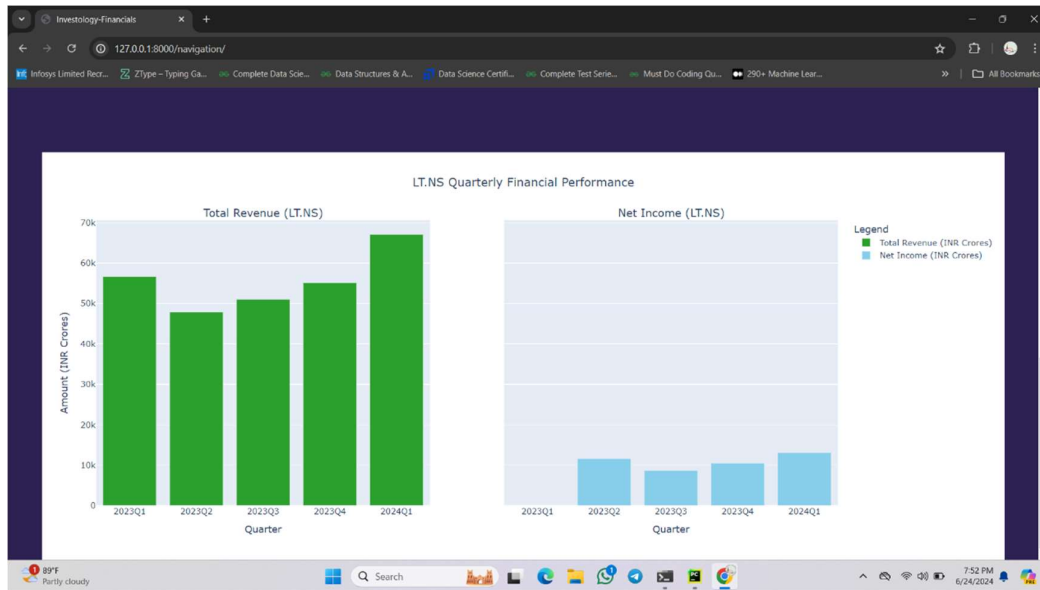 Investology-Financials
127.0.0.1:8000/navigation/
Infosys Limited Recr...
ZType – Typing Ga...
Complete Data Scie...
Data Structures & A...
Data Science Certifi...
Complete Test Serie...
Must Do Coding Qu...
290+ Machine Lear...
»
All Bookmarks
LT.NS Quarterly Financial Performance
Total Revenue (LT.NS)
Net Income (LT.NS)
Legend
Total Revenue (INR Crores)
Net Income (INR Crores)
Amount (INR Crores)
70k
60k
50k
40k
30k
20k
10k
0
2023Q1 2023Q2 2023Q3 2023Q4 2024Q1
Quarter
2023Q1 2023Q2 2023Q3 2023Q4 2024Q1
Quarter
1
89°F
Partly cloudy
Search
7:52 PM
6/24/2024